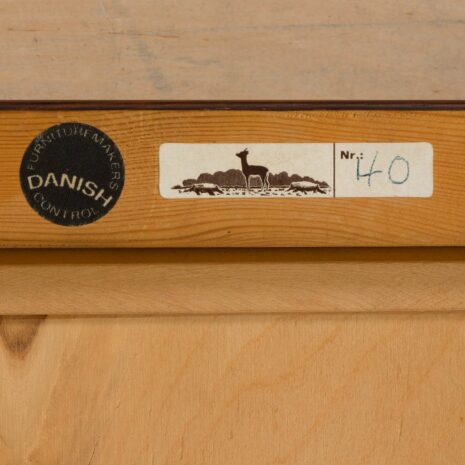 FURNITUREMAKERS
DANISH
CONTROL
Nr.: 40